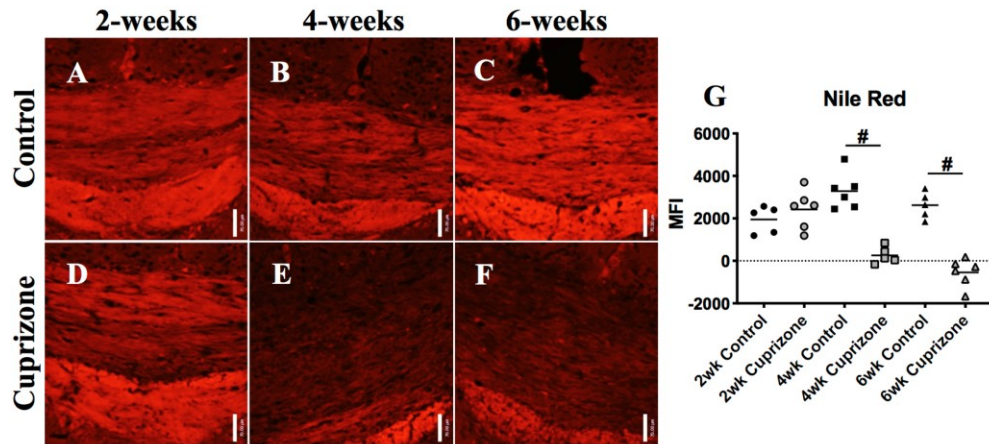 2-weeks 4-weeks 6-weeks
Control
A B C
Cuprizone
D E F
G
Nile Red
MFI
6000
4000
2000
0
-2000
# #
2wk Control
2wk Cuprizone
4wk Control
4wk Cuprizone
6wk Control
6wk Cuprizone